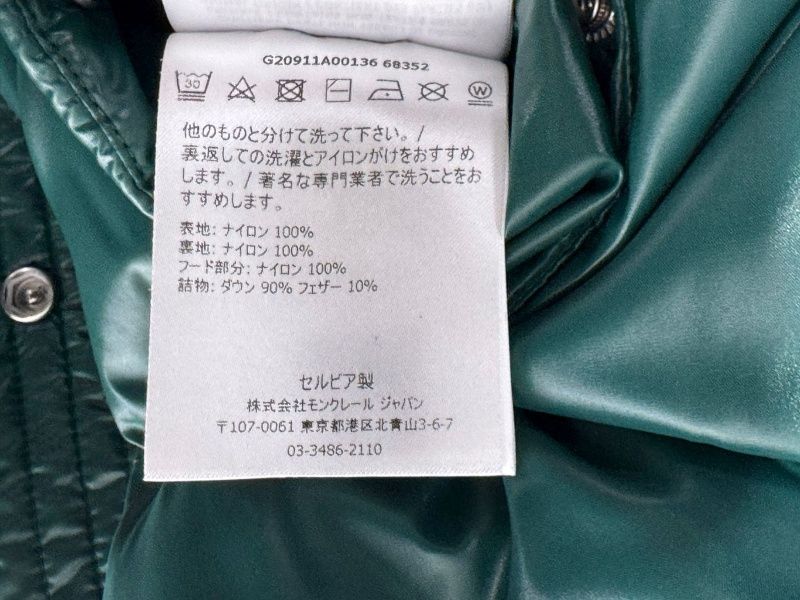 G20911A00136 68352
30
W
他のものと分けて洗って下さい。/
裏返しての洗濯とアイロンがけをおすすめ
します。/ 著名な専門業者で洗うことをお
すすめします。
表地: ナイロン 100%
裏地: ナイロン 100%
フード部分: ナイロン 100%
詰物: ダウン 90% フェザー 10%
セルビア製
株式会社モンクレール ジャパン
〒107-0061 東京都港区北青山3-6-7
03-3486-2110